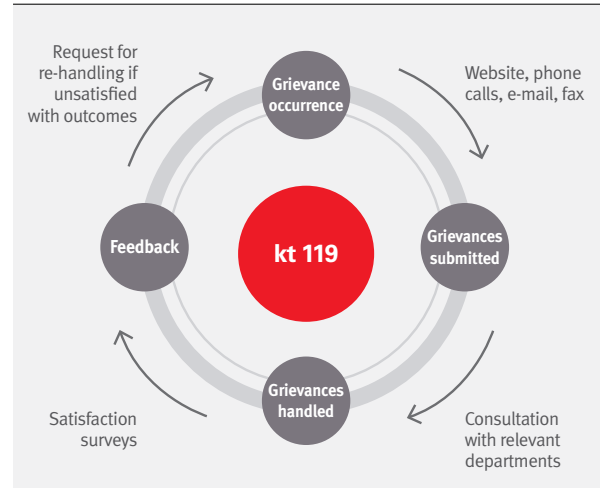 Request for
re-handling if
unsatisfied
with outcomes
Grievance
occurrence
Website, phone
calls, e-mail, fax
Feedback
kt 119
Grievances
submitted
Grievances
handled
Satisfaction
surveys
Consultation
with relevant
departments